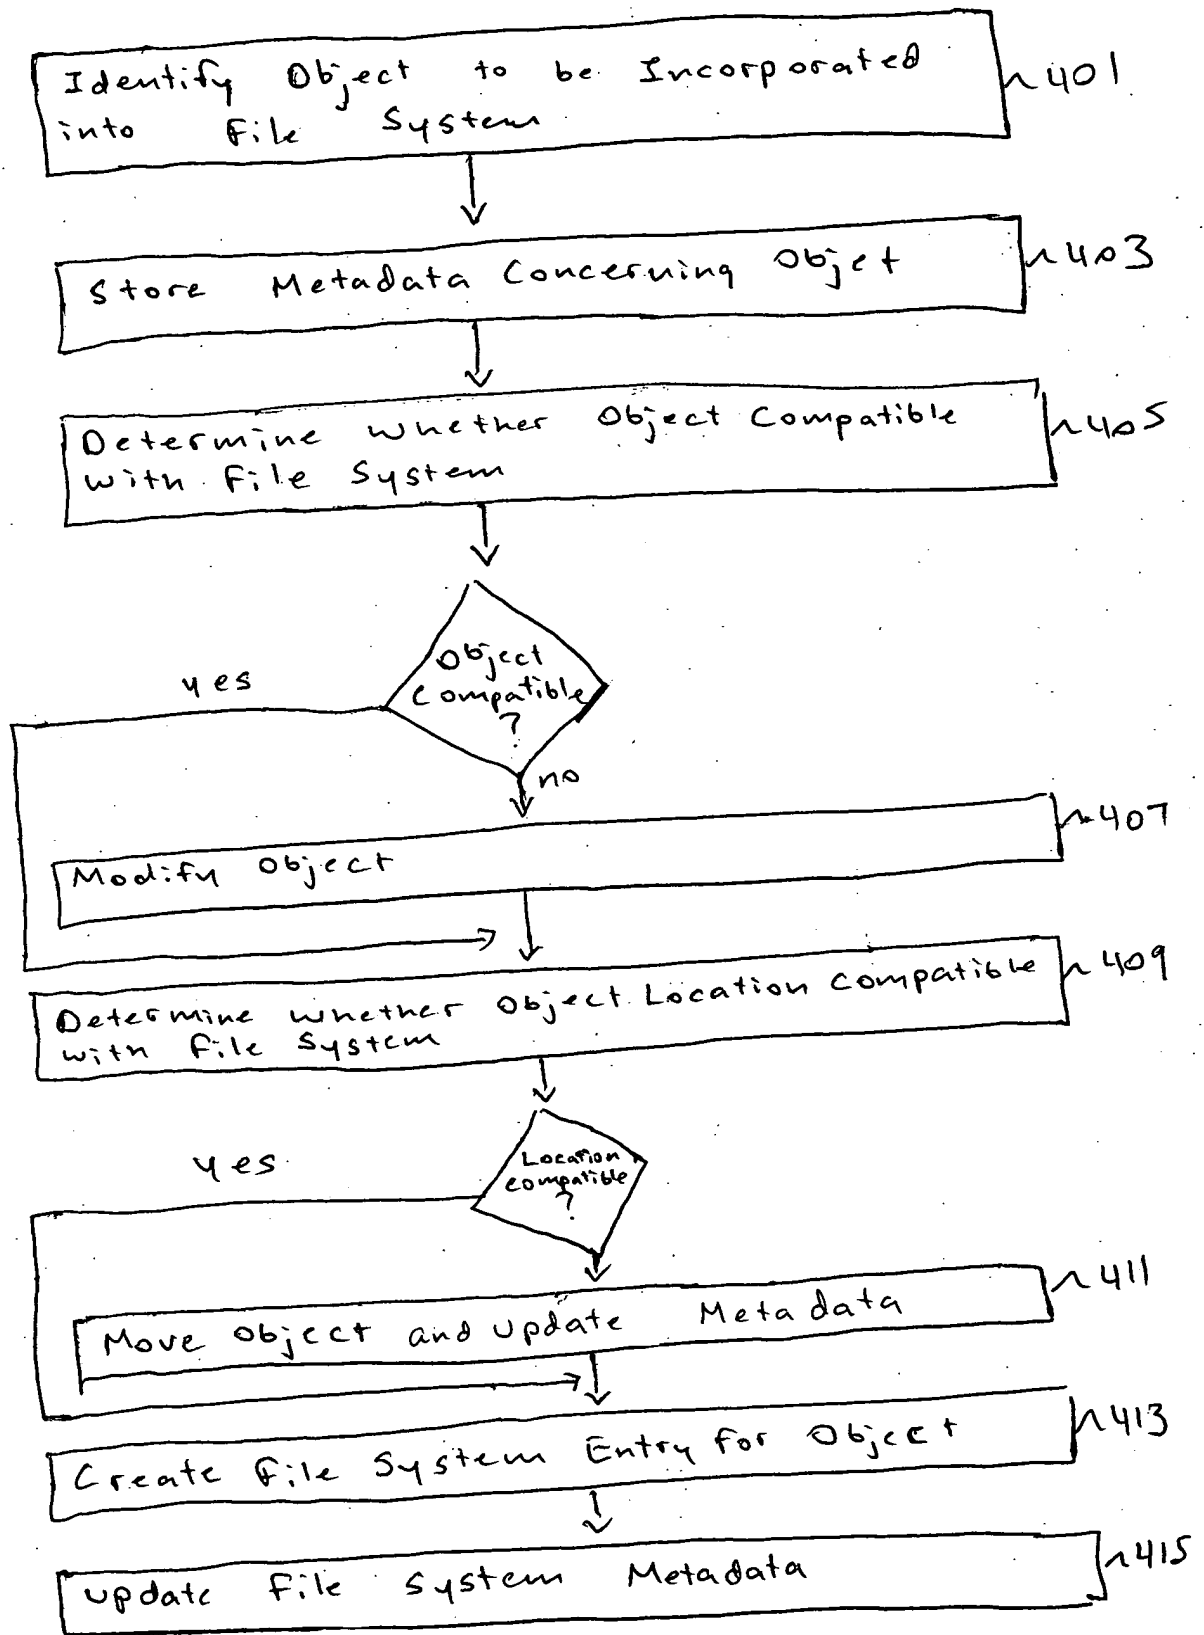 Identify Object to be Incorporated
into File System
401
Store Metadata Concerning Objet
403
Determine Whether Object Compatible
with File System
405
Object
Compatible
?
yes
no
Modify Object
407
Determine Whether Object Location Compatible
with File System
409
Location
Compatible
?
yes
Move Object and Update Metadata
411
Create File System Entry for Object
413
Update File System Metadata
415